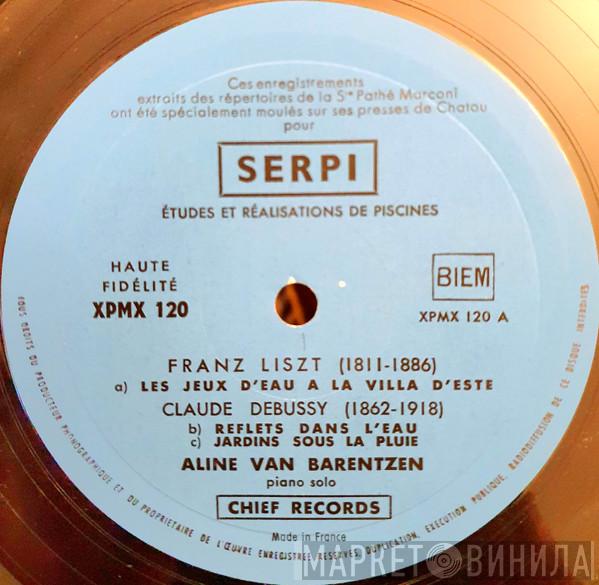 Ces enregistrements
extraits des répertoires de la Sté Pathé Marconi
ont été spécialement moulés sur ses presses de Chatou
pour
SERPI
ÉTUDES ET RÉALISATIONS DE PISCINES
HAUTE
FIDÉLITÉ
XPMX 120
BIEM
XPMX 120 A
FRANZ LISZT (1811-1886)
a) LES JEUX D'EAU A LA VILLA D'ESTE
CLAUDE DEBUSSY (1862-1918)
b) REFLETS DANS L'EAU
c) JARDINS SOUS LA PLUIE
ALINE VAN BARENTZEN
piano solo
CHIEF RECORDS
Made in France
TOUS DROITS DU PRODUCTEUR PHONOGRAPHIQUE ET DU PROPRIETAIRE DE L'ŒUVRE ENREGISTREE RESERVES, DUPLICATION, EXECUTION PUBLIQUE, RADIODIFFUSION DE CE DISQUE INTERDITES
МАРКЕТ ВИНИЛА